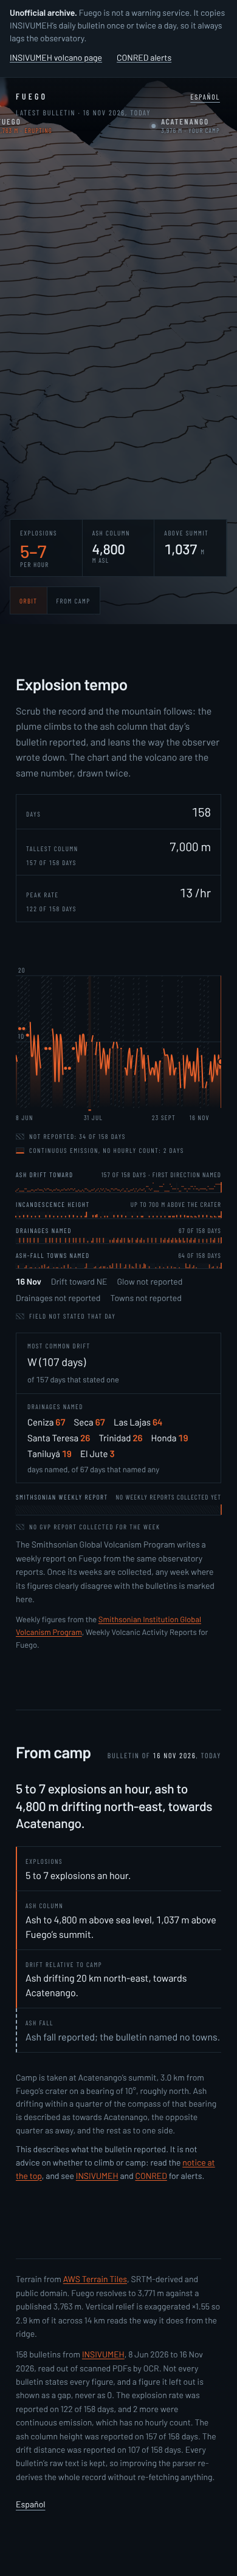 Unofficial archive. Fuego is not a warning service. It copies
INSIVUMEH's daily bulletin once or twice a day, so it always
lags the observatory.
INSIVUMEH volcano page CONRED alerts
FUEGO ESPAÑOL
LATEST BULLETIN · 16 NOV 2026, TODAY
UEGO ACATENANGO
3,976 M · YOUR CAMP
EXPLOSIONS
5–7
PER HOUR
ASH COLUMN
4,800
M ASL
ABOVE SUMMIT
1,037 M
ORBIT FROM CAMP
Explosion tempo
Scrub the record and the mountain follows: the
plume climbs to the ash column that day's
bulletin reported, and leans the way the observer
wrote down. The chart and the volcano are the
same number, drawn twice.
DAYS 158
TALLEST COLUMN 7,000 m
157 OF 158 DAYS
PEAK RATE 13 /hr
122 OF 158 DAYS
20
10
8 JUN 31 JUL 23 SEPT 16 NOV
NOT REPORTED: 34 OF 158 DAYS
CONTINUOUS EMISSION, NO HOURLY COUNT: 2 DAYS
ASH DRIFT TOWARD 157 OF 158 DAYS · FIRST DIRECTION NAMED
INCANDESCENCE HEIGHT UP TO 700 M ABOVE THE CRATER
DRAINAGES NAMED 67 OF 158 DAYS
ASH-FALL TOWNS NAMED 64 OF 158 DAYS
16 Nov Drift toward NE Glow not reported
Drainages not reported Towns not reported
FIELD NOT STATED THAT DAY
MOST COMMON DRIFT
W (107 days)
of 157 days that stated one
DRAINAGES NAMED
Ceniza 67 Seca 67 Las Lajas 64
Santa Teresa 26 Trinidad 26 Honda 19
Taniluyá 19 El Jute 3
days named, of 67 days that named any
SMITHSONIAN WEEKLY REPORT NO WEEKLY REPORTS COLLECTED YET
NO GVP REPORT COLLECTED FOR THE WEEK
The Smithsonian Global Volcanism Program writes a
weekly report on Fuego from the same observatory
reports. Once its weeks are collected, any week where
its figures clearly disagree with the bulletins is marked
here.
Weekly figures from the Smithsonian Institution Global
Volcanism Program, Weekly Volcanic Activity Reports for
Fuego.
From camp BULLETIN OF 16 NOV 2026, TODAY
5 to 7 explosions an hour, ash to
4,800 m drifting north-east, towards
Acatenango.
EXPLOSIONS
5 to 7 explosions an hour.
ASH COLUMN
Ash to 4,800 m above sea level, 1,037 m above
Fuego's summit.
DRIFT RELATIVE TO CAMP
Ash drifting 20 km north-east, towards
Acatenango.
ASH FALL
Ash fall reported; the bulletin named no towns.
Camp is taken at Acatenango's summit, 3.0 km from
Fuego's crater on a bearing of 10°, roughly north. Ash
drifting within a quarter of the compass of that bearing
is described as towards Acatenango, the opposite
quarter as away, and the rest as to one side.
This describes what the bulletin reported. It is not
advice on whether to climb or camp: read the notice at
the top, and see INSIVUMEH and CONRED for alerts.
Terrain from AWS Terrain Tiles, SRTM-derived and
public domain. Fuego resolves to 3,771 m against a
published 3,763 m. Vertical relief is exaggerated ×1.55 so
2.9 km of it across 14 km reads the way it does from the
ridge.
158 bulletins from INSIVUMEH, 8 Jun 2026 to 16 Nov
2026, read out of scanned PDFs by OCR. Not every
bulletin states every figure, and a figure it left out is
shown as a gap, never as 0. The explosion rate was
reported on 122 of 158 days, and 2 more were
continuous emission, which has no hourly count. The
ash column height was reported on 157 of 158 days. The
drift distance was reported on 107 of 158 days. Every
bulletin's raw text is kept, so improving the parser re-
derives the whole record without re-fetching anything.
Español